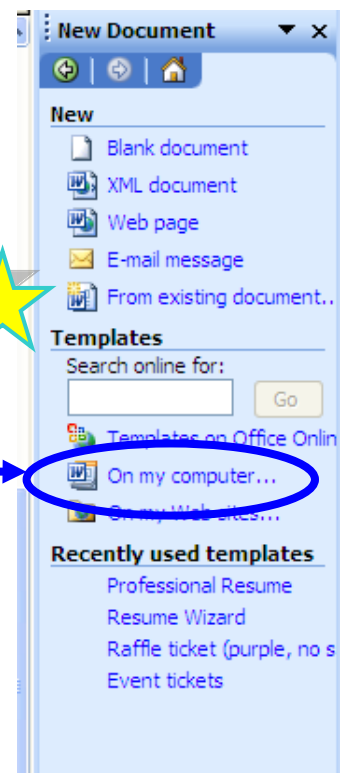 New Document
New
Blank document
XML document
Web page
E-mail message
From existing document..
Templates
Search online for:
Go
Templates on Office Onlin
On my computer...
On my Web sites...
Recently used templates
Professional Resume
Resume Wizard
Raffle ticket (purple, no s
Event tickets